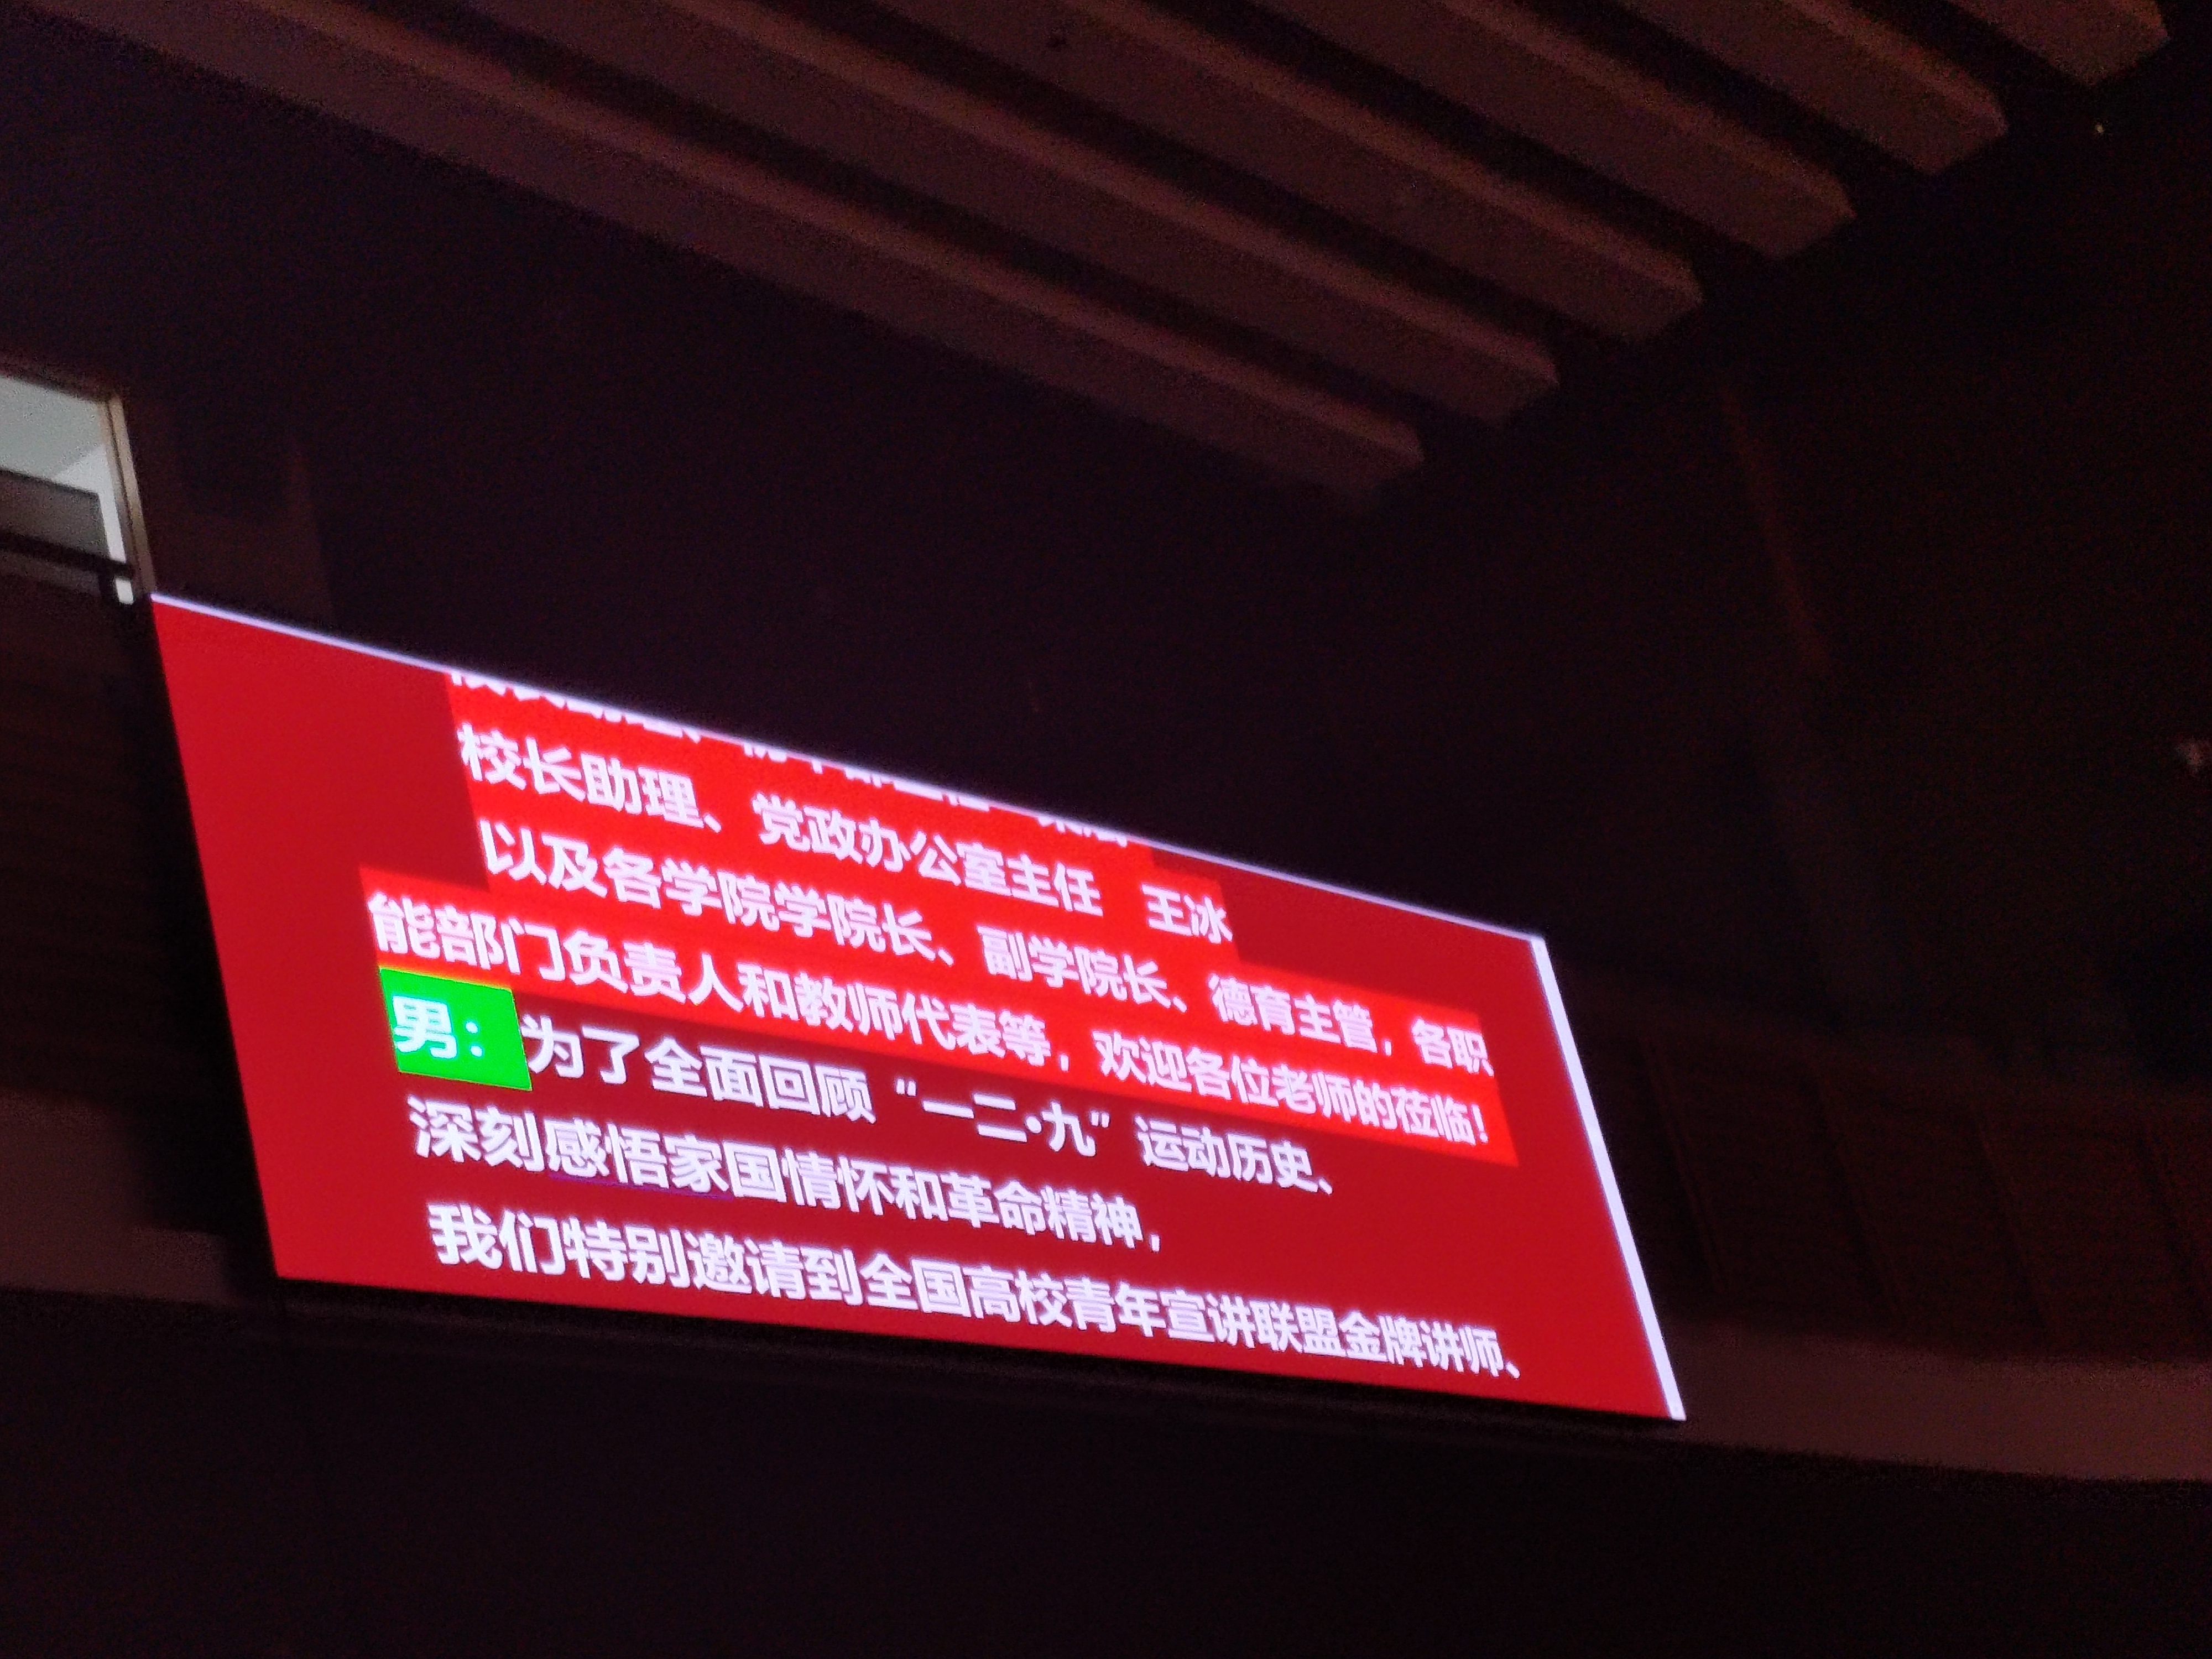 校长助理、党政办公室主任 王冰
以及各学院学院长、副学院长、德育主管，各职
能部门负责人和教师代表等，欢迎各位老师的莅临！
男：为了全面回顾“一二·九”运动历史、
深刻感悟家国情怀和革命精神，
我们特别邀请到全国高校青年宣讲联盟金牌讲师、